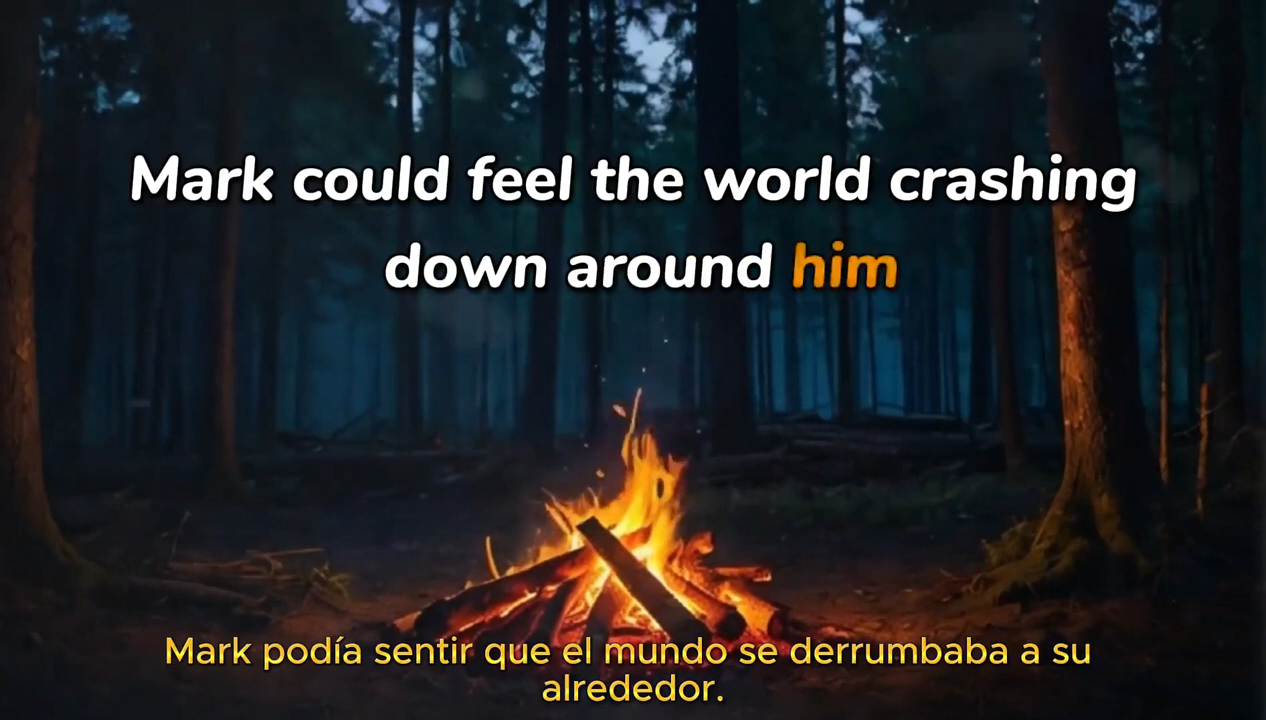 Mark could feel the world crashing
down around him
Mark podía sentir que el mundo se derrumbaba a su
alrededor.